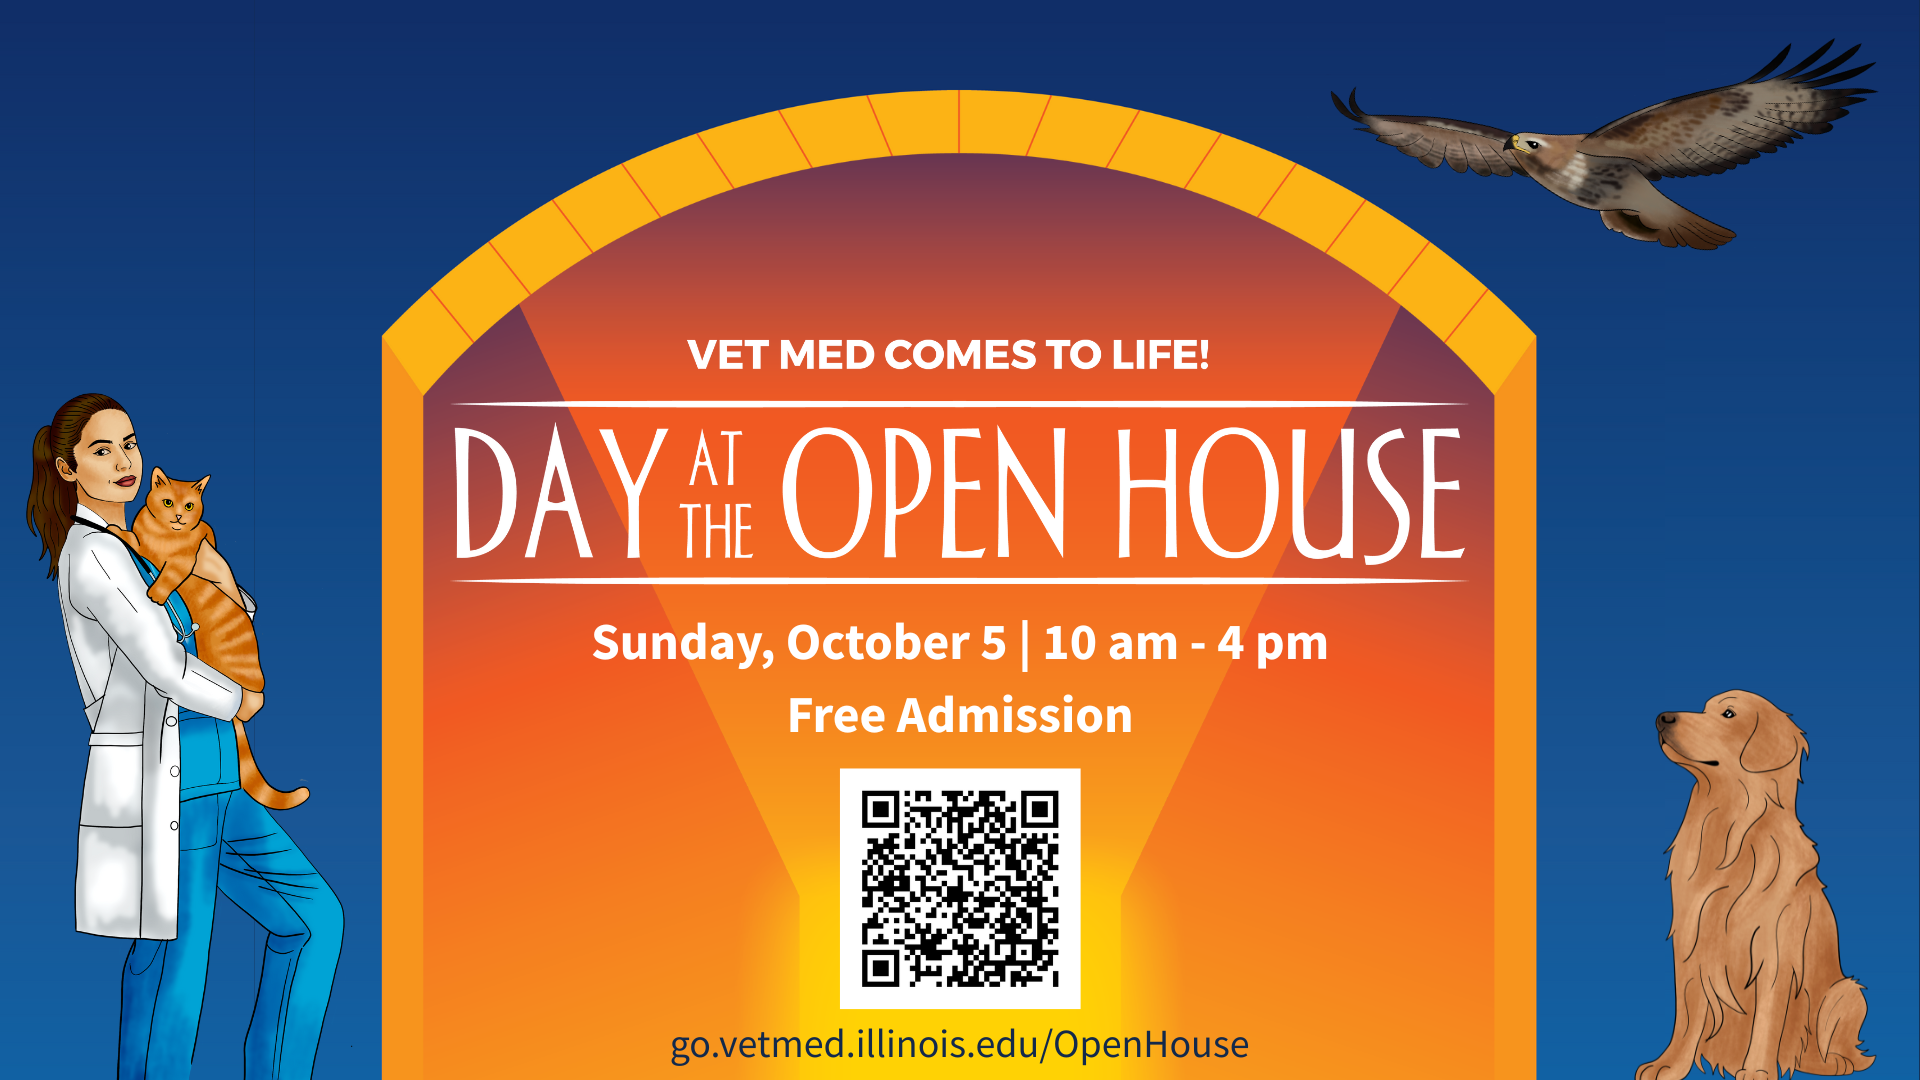 VET MED COMES TO LIFE!
DAY AT THE OPEN HOUSE
Sunday, October 5 | 10 am - 4 pm
Free Admission
go.vetmed.illinois.edu/OpenHouse